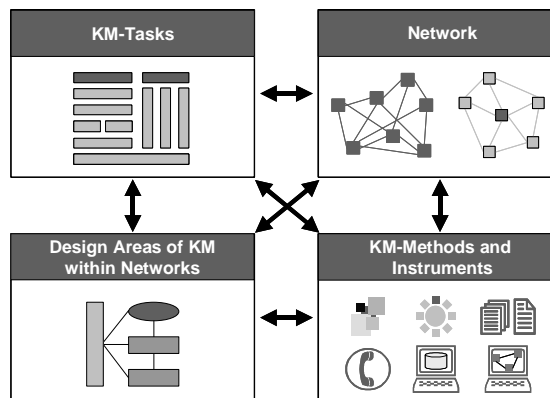 KM-Tasks
Network
Design Areas of KM
within Networks
KM-Methods and
Instruments